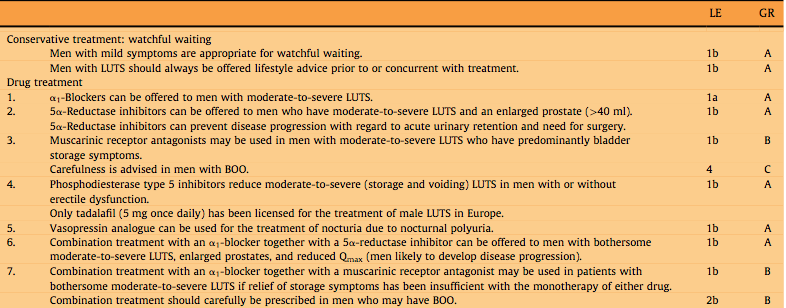 LE GR
Conservative treatment: watchful waiting
Men with mild symptoms are appropriate for watchful waiting. 1b A
Men with LUTS should always be offered lifestyle advice prior to or concurrent with treatment. 1b A
Drug treatment
1. α1-Blockers can be offered to men with moderate-to-severe LUTS. 1a A
2. 5α-Reductase inhibitors can be offered to men who have moderate-to-severe LUTS and an enlarged prostate (>40 ml). 1b A
5α-Reductase inhibitors can prevent disease progression with regard to acute urinary retention and need for surgery.
3. Muscarinic receptor antagonists may be used in men with moderate-to-severe LUTS who have predominantly bladder 1b B
storage symptoms.
Carefulness is advised in men with BOO. 4 C
4. Phosphodiesterase type 5 inhibitors reduce moderate-to-severe (storage and voiding) LUTS in men with or without 1b A
erectile dysfunction.
Only tadalafil (5 mg once daily) has been licensed for the treatment of male LUTS in Europe.
5. Vasopressin analogue can be used for the treatment of nocturia due to nocturnal polyuria. 1b A
6. Combination treatment with an α1-blocker together with a 5α-reductase inhibitor can be offered to men with bothersome 1b A
moderate-to-severe LUTS, enlarged prostates, and reduced Qmax (men likely to develop disease progression).
7. Combination treatment with an α1-blocker together with a muscarinic receptor antagonist may be used in patients with 1b B
bothersome moderate-to-severe LUTS if relief of storage symptoms has been insufficient with the monotherapy of either drug.
Combination treatment should carefully be prescribed in men who may have BOO. 2b B